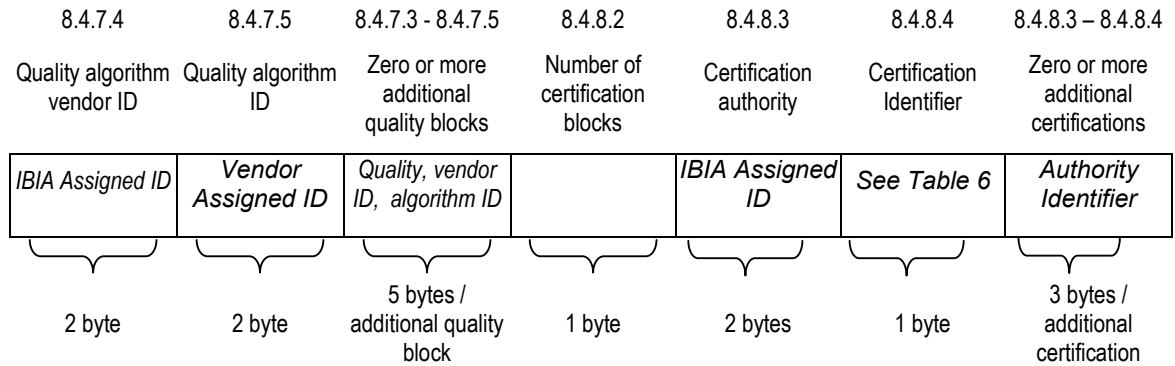 8.4.7.4 8.4.7.5 8.4.7.3 - 8.4.7.5 8.4.8.2 8.4.8.3 8.4.8.4 8.4.8.3 – 8.4.8.4
Quality algorithm
vendor ID
Quality algorithm
ID
Zero or more
additional
quality blocks
Number of
certification
blocks
Certification
authority
Certification
Identifier
Zero or more
additional
certifications
IBIA Assigned ID
Vendor
Assigned ID
Quality, vendor
ID, algorithm ID
IBIA Assigned
ID
See Table 6
Authority
Identifier
2 byte
2 byte
5 bytes /
additional quality
block
1 byte
2 bytes
1 byte
3 bytes /
additional
certification